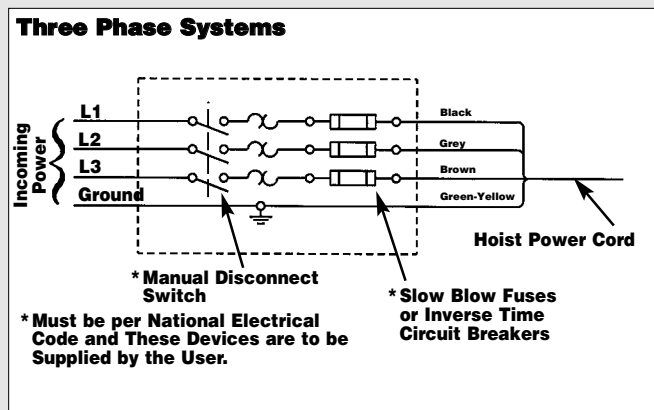 Three Phase Systems
L1
L2
L3
Ground
Incoming
Power
Black
Grey
Brown
Green-Yellow
Hoist Power Cord
*Manual Disconnect
Switch
*Slow Blow Fuses
or Inverse Time
Circuit Breakers
*Must be per National Electrical
Code and These Devices are to be
Supplied by the User.